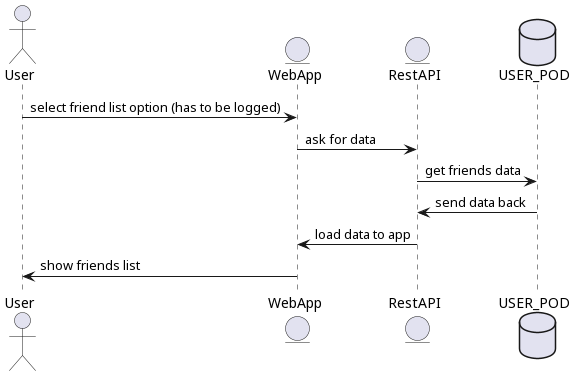 User
WebApp
RestAPI
USER_POD
select friend list option (has to be logged)
ask for data
get friends data
send data back
load data to app
show friends list
User
WebApp
RestAPI
USER_POD